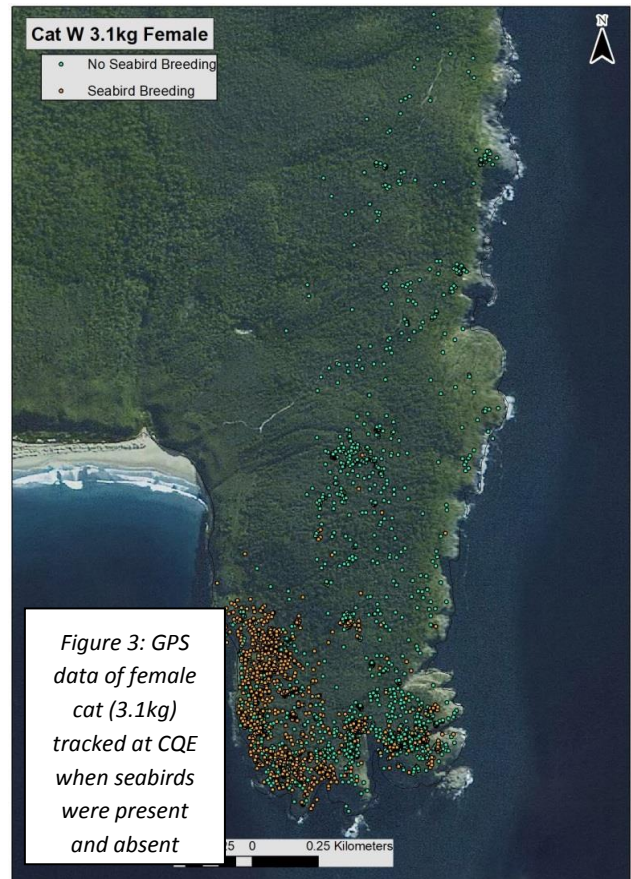 Cat W 3.1kg Female
No Seabird Breeding
Seabird Breeding
N
Figure 3: GPS
data of female
cat (3.1kg)
tracked at CQE
when seabirds
were present
and absent
25 0 0.25 Kilometers